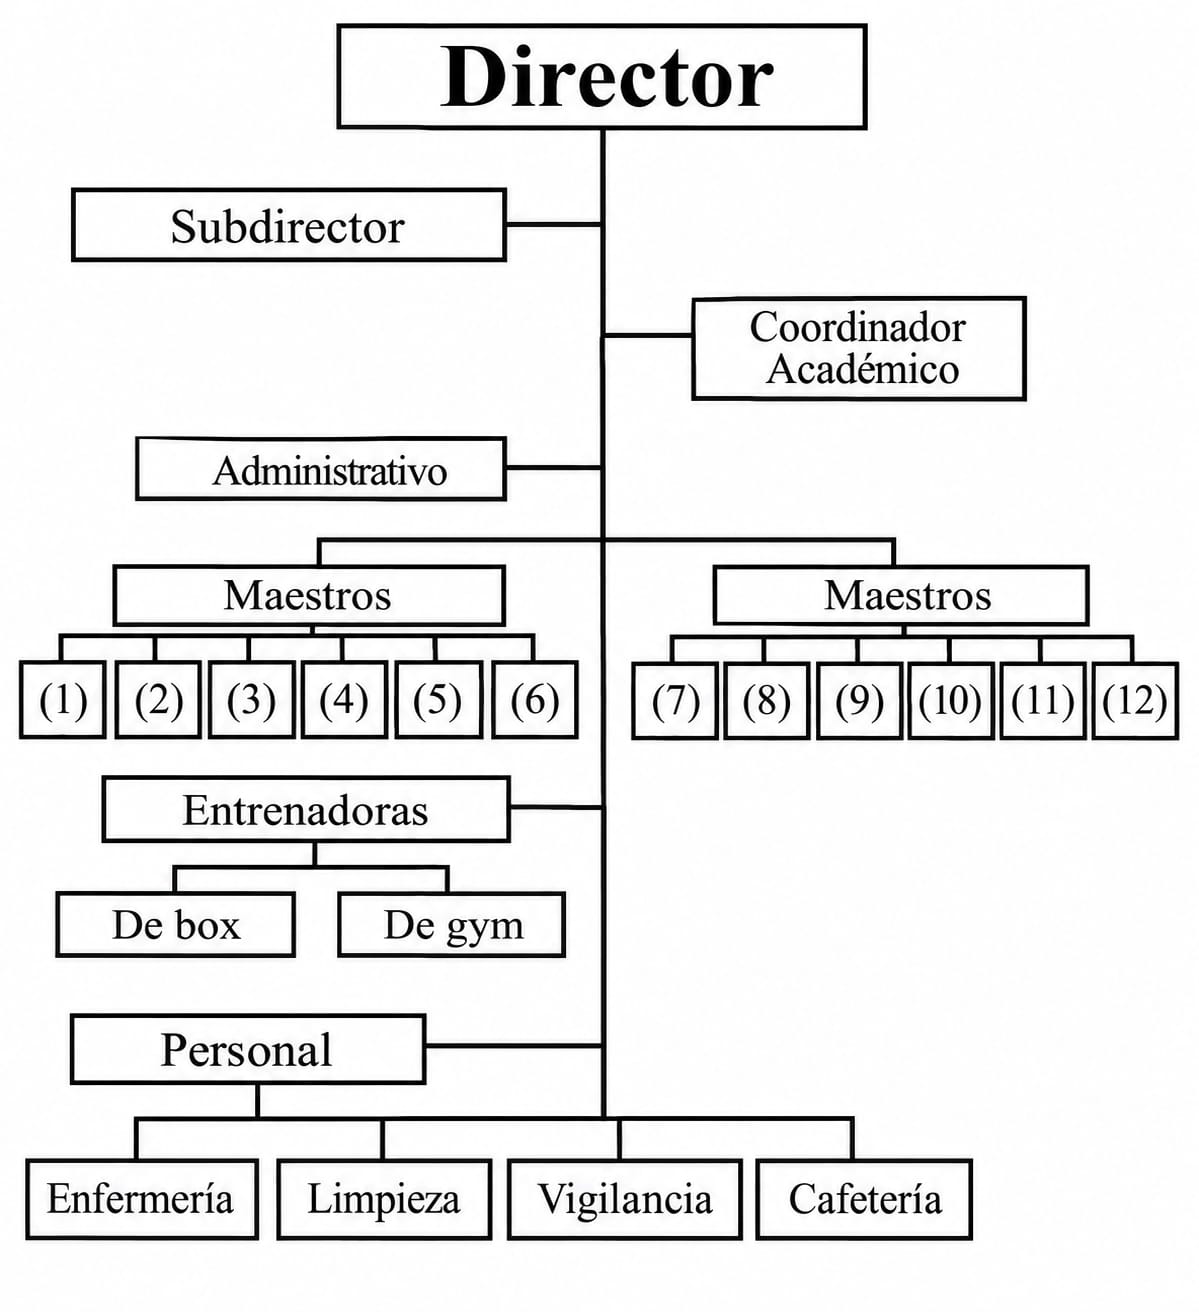 Director
Subdirector
Coordinador
Académico
Administrativo
Maestros
Maestros
(1) (2) (3) (4) (5) (6)
(7) (8) (9) (10) (11) (12)
Entrenadoras
De box
De gym
Personal
Enfermería
Limpieza
Vigilancia
Cafetería